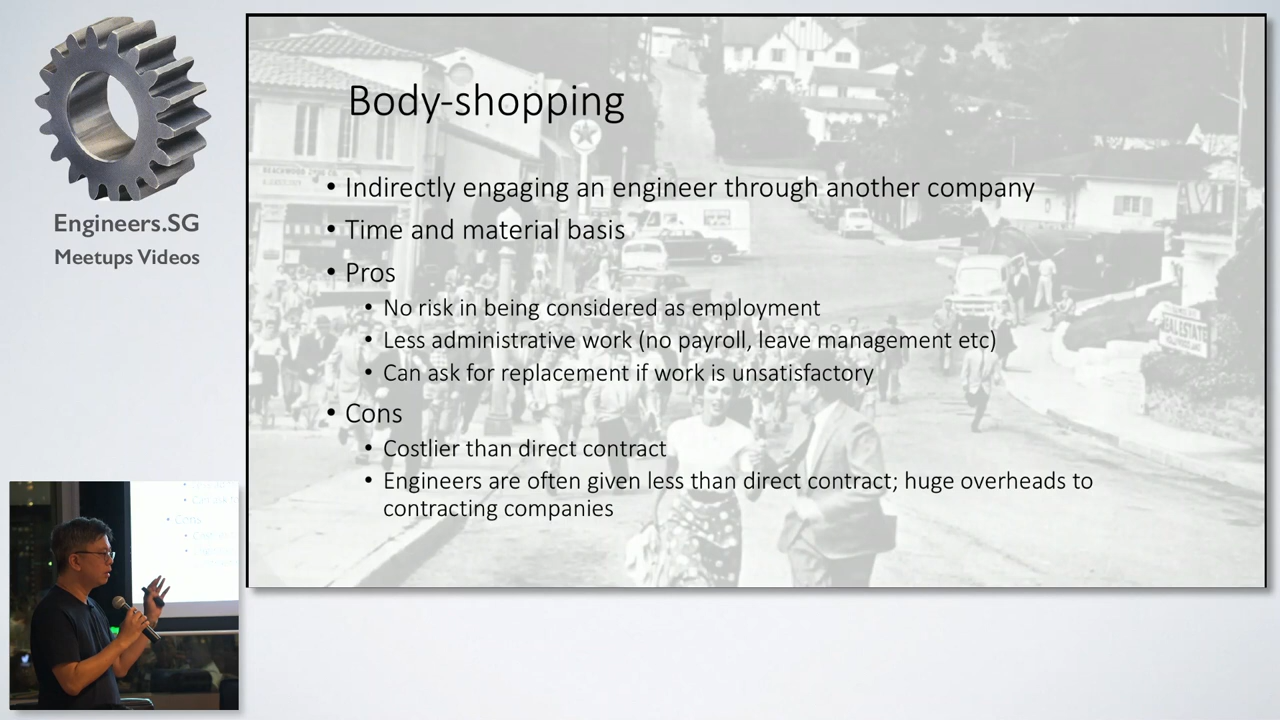 Engineers.SG
Meetups Videos
Body-shopping
• Indirectly engaging an engineer through another company
• Time and material basis
• Pros
• No risk in being considered as employment
• Less administrative work (no payroll, leave management etc)
• Can ask for replacement if work is unsatisfactory
• Cons
• Costlier than direct contract
• Engineers are often given less than direct contract; huge overheads to
contracting companies
REAL ESTATE
Cons